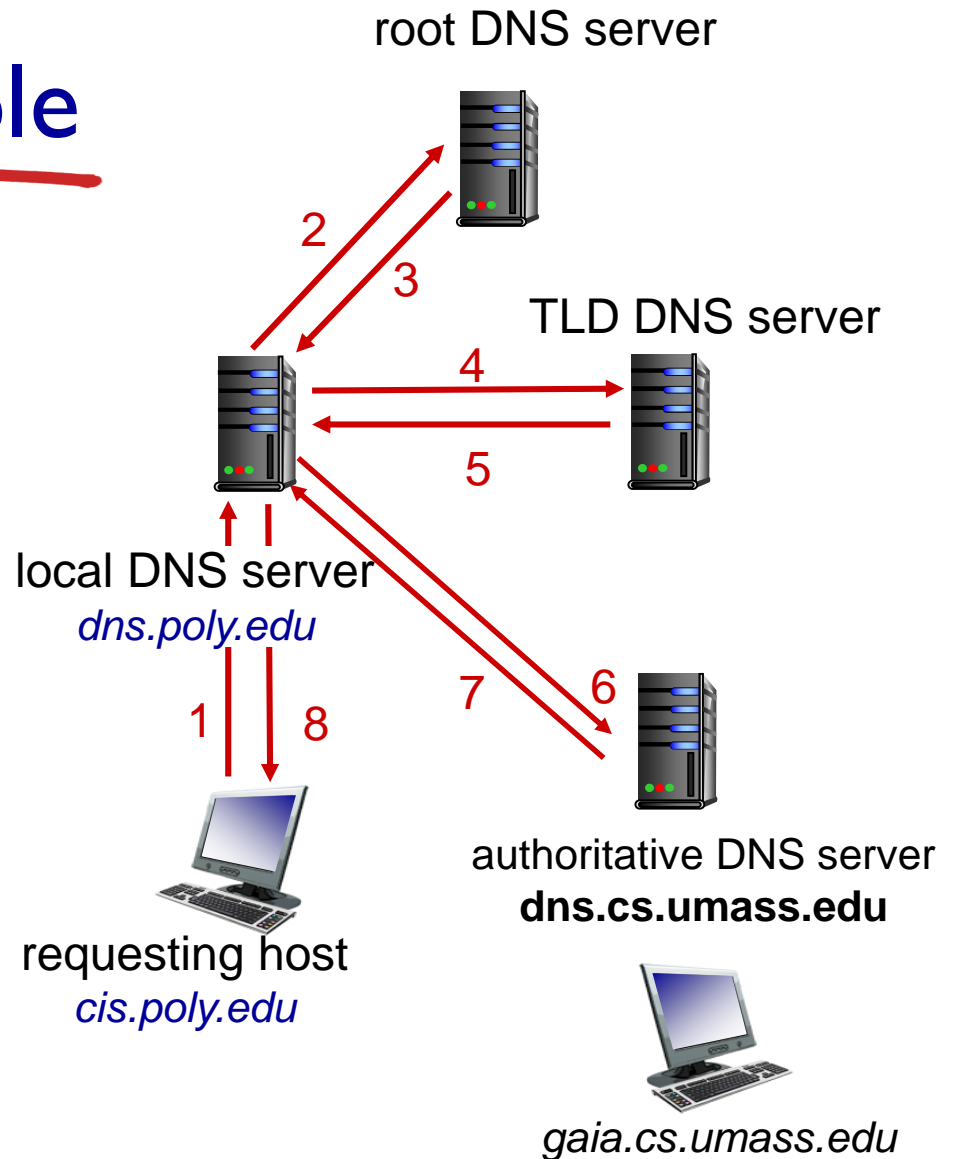 root DNS server
2
3
TLD DNS server
4
5
local DNS server
dns.poly.edu
1
8
7
6
authoritative DNS server
dns.cs.umass.edu
requesting host
cis.poly.edu
gaia.cs.umass.edu